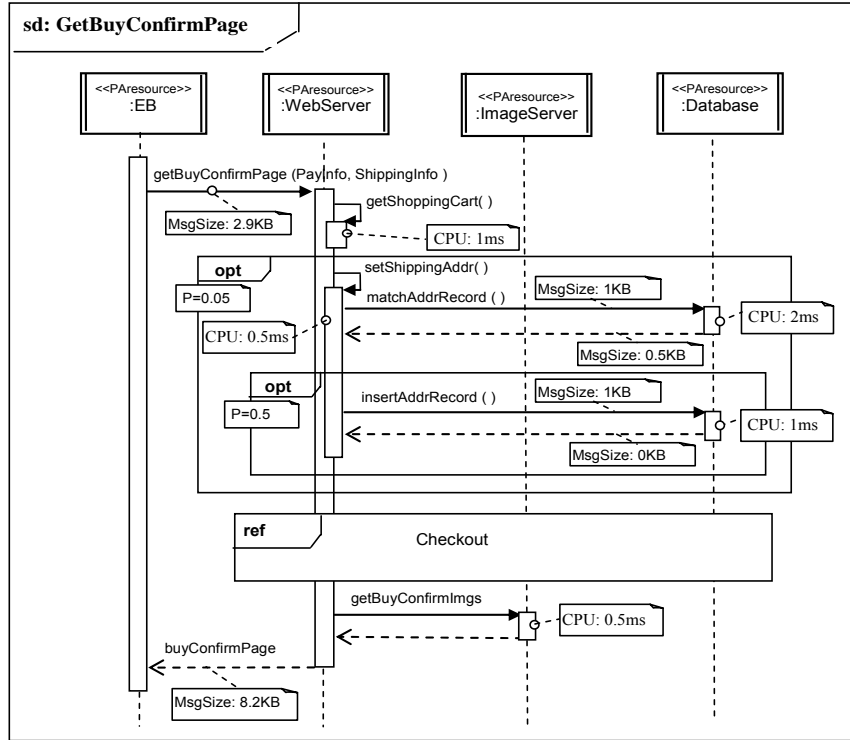 sd: GetBuyConfirmPage
<<PAresource>>
:EB
<<PAresource>>
:WebServer
<<PAresource>>
:ImageServer
<<PAresource>>
:Database
getBuyConfirmPage (PayInfo, ShippingInfo )
MsgSize: 2.9KB
getShoppingCart( )
CPU: 1ms
opt
P=0.05
setShippingAddr( )
MsgSize: 1KB
matchAddrRecord ( )
CPU: 2ms
CPU: 0.5ms
MsgSize: 0.5KB
opt
P=0.5
MsgSize: 1KB
insertAddrRecord ( )
CPU: 1ms
MsgSize: 0KB
ref
Checkout
getBuyConfirmImgs
CPU: 0.5ms
buyConfirmPage
MsgSize: 8.2KB